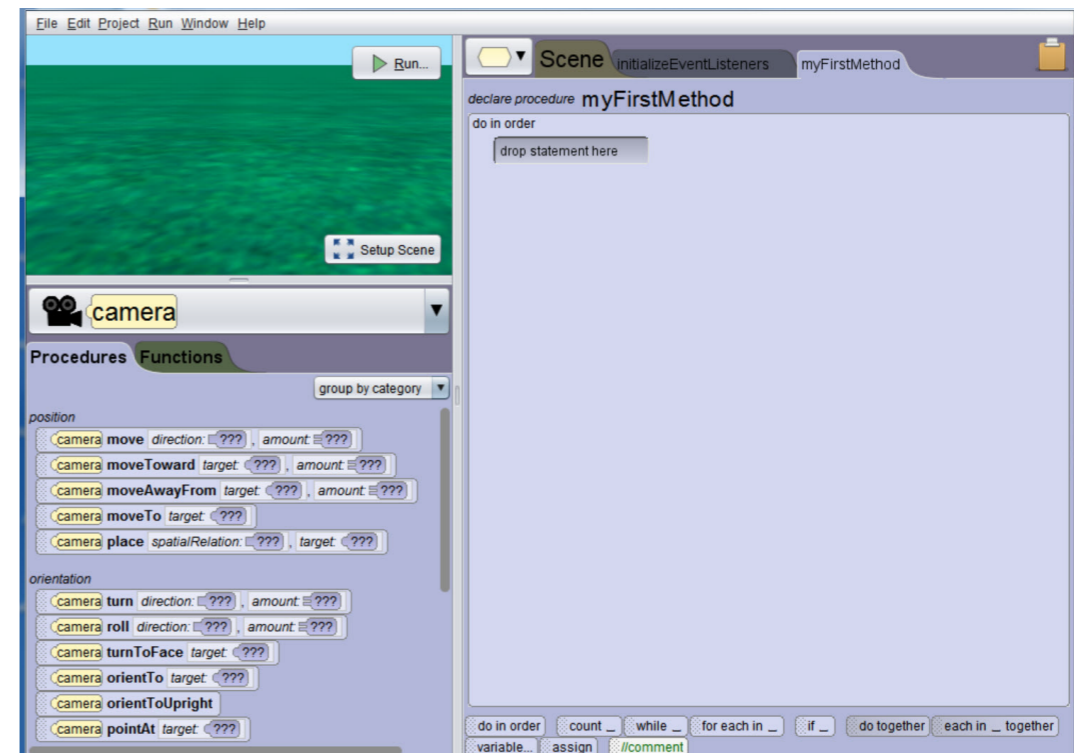 File Edit Project Run Window Help
Run...
Setup Scene
camera
Procedures Functions
group by category
position
camera move direction: ??? , amount: ???
camera moveToward target: ??? , amount: ???
camera moveAwayFrom target: ??? , amount: ???
camera moveTo target: ???
camera place spatialRelation: ??? , target: ???
orientation
camera turn direction: ??? , amount: ???
camera roll direction: ??? , amount: ???
camera turnToFace target: ???
camera orientTo target: ???
camera orientToUpright
camera pointAt target: ???
Scene initializeEventListeners myFirstMethod
declare procedure myFirstMethod
do in order
drop statement here
do in order count _ while _ for each in _ if _ do together each in _ together
variable... assign //comment